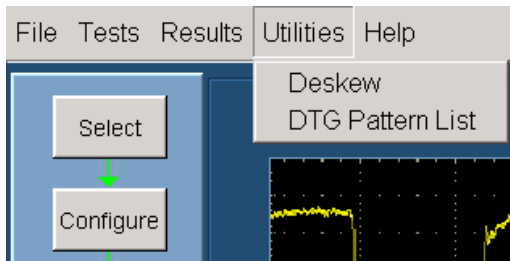 File Tests Results Utilities Help
Deskew
DTG Pattern List
Select
Configure